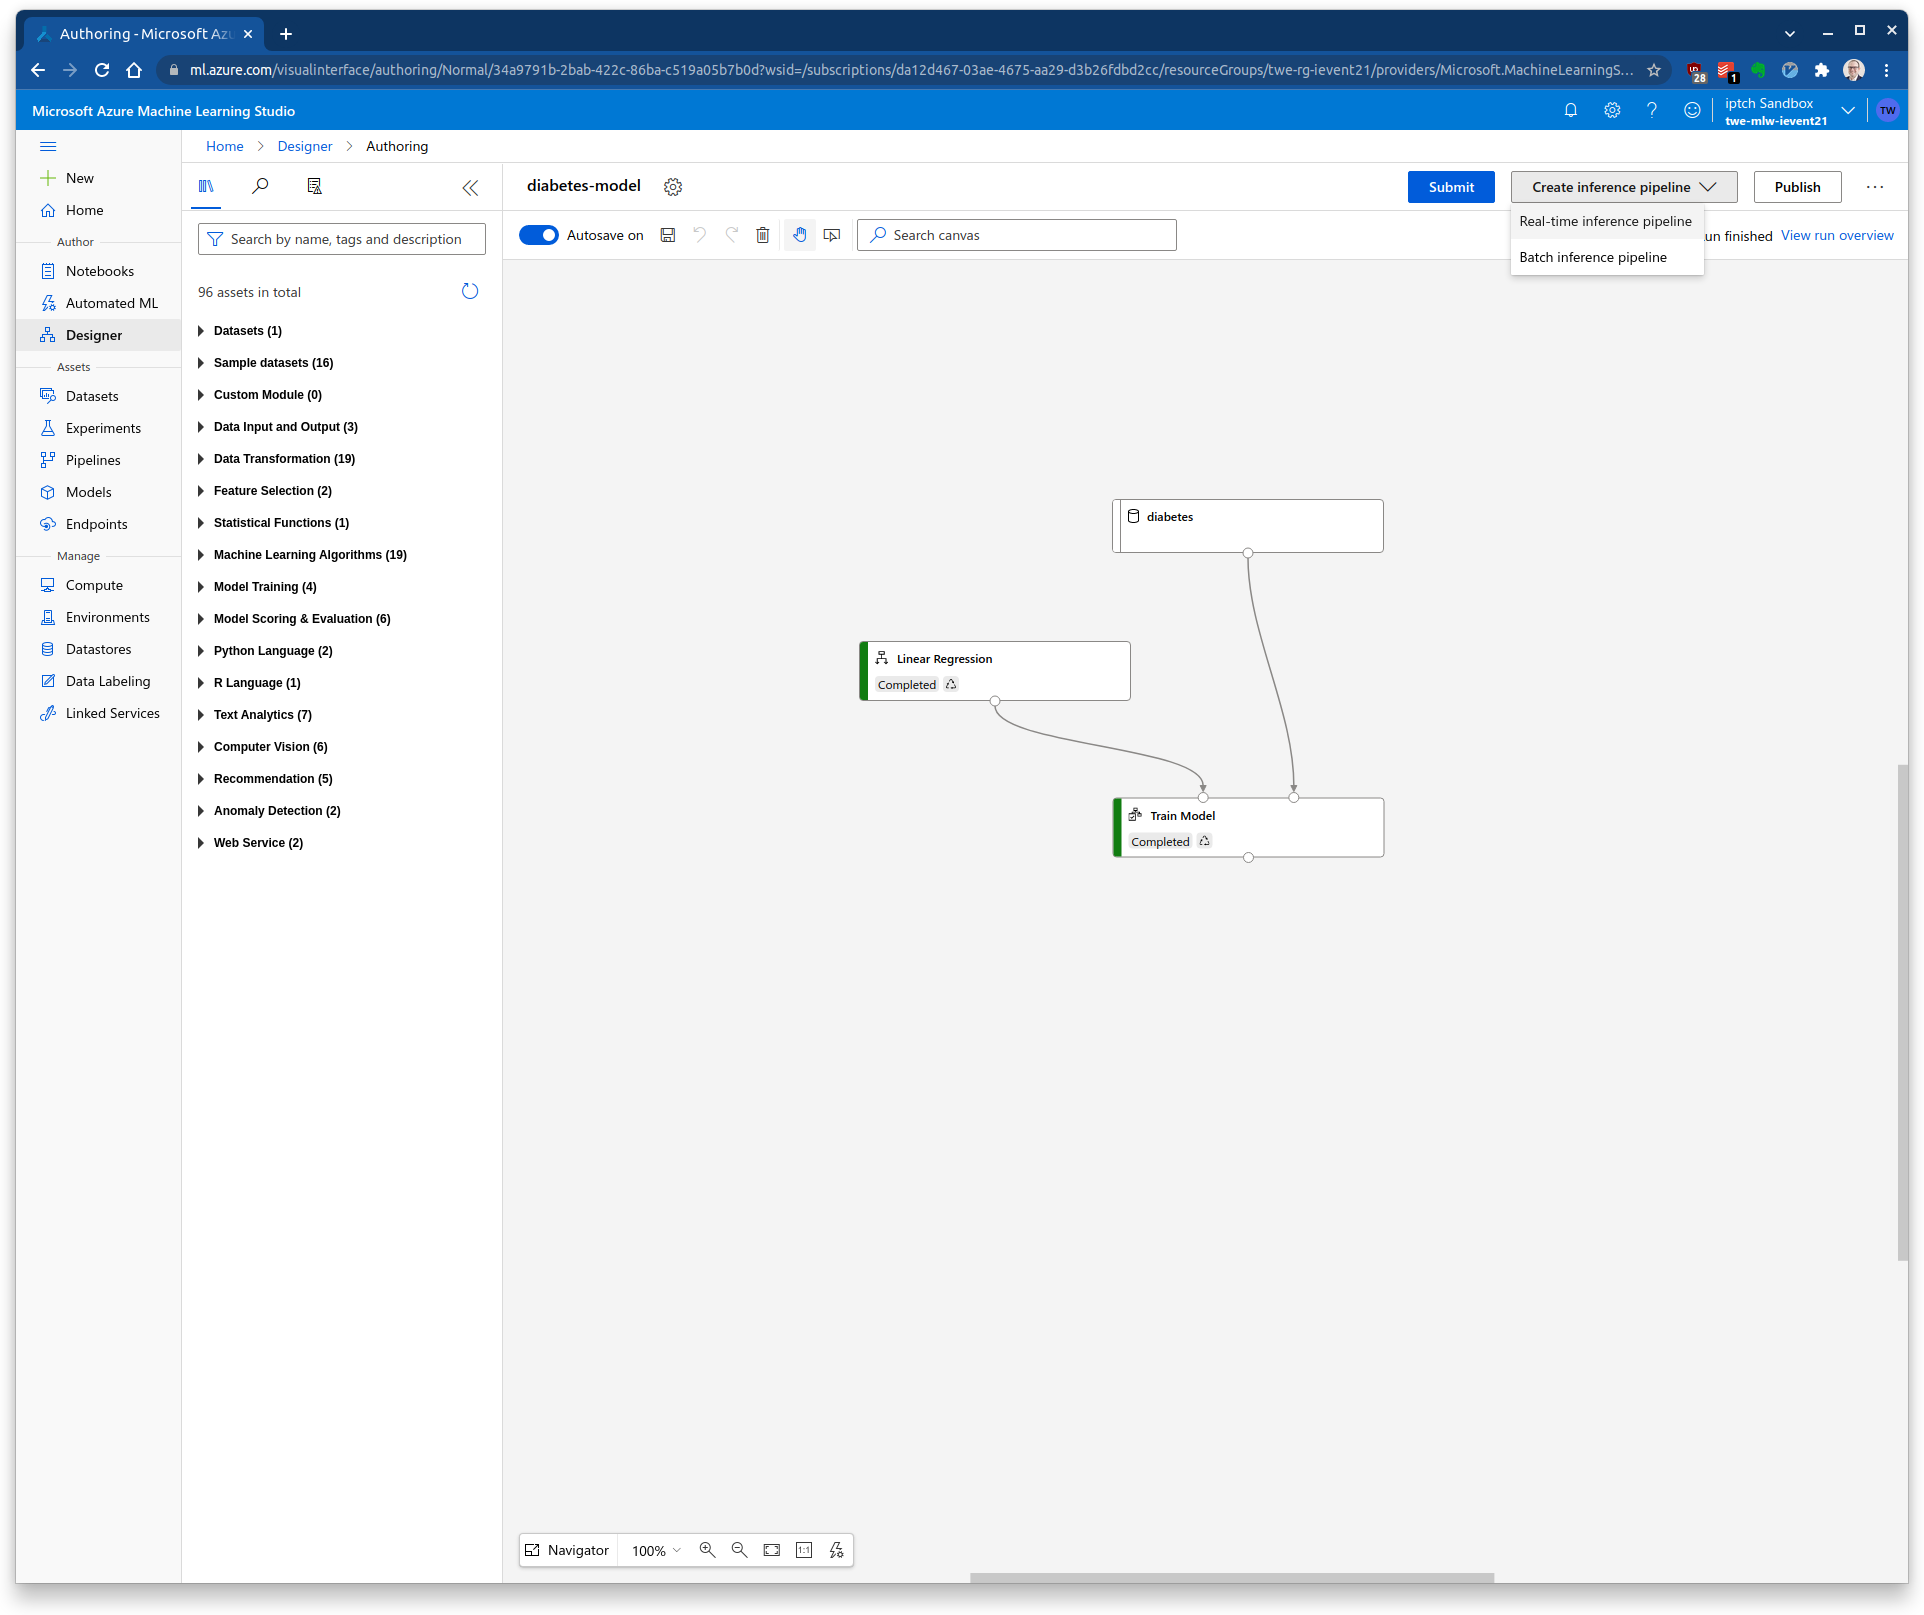 Authoring - Microsoft Azu
ml.azure.com/visualinterface/authoring/Normal/34a9791b-2bab-422c-86ba-c519a05b7b0d?wsid=/subscriptions/da12d467-03ae-4675-aa29-d3b26fdbd2cc/resourceGroups/twe-rg-ievent21/providers/Microsoft.MachineLearningS...
28
1
Microsoft Azure Machine Learning Studio
iptch Sandbox
twe-mlw-ievent21
TW
Home > Designer > Authoring
New
Home
Author
Notebooks
Automated ML
Designer
Assets
Datasets
Experiments
Pipelines
Models
Endpoints
Manage
Compute
Environments
Datastores
Data Labeling
Linked Services
Search by name, tags and description
96 assets in total
Datasets (1)
Sample datasets (16)
Custom Module (0)
Data Input and Output (3)
Data Transformation (19)
Feature Selection (2)
Statistical Functions (1)
Machine Learning Algorithms (19)
Model Training (4)
Model Scoring & Evaluation (6)
Python Language (2)
R Language (1)
Text Analytics (7)
Computer Vision (6)
Recommendation (5)
Anomaly Detection (2)
Web Service (2)
diabetes-model
Submit
Create inference pipeline
Publish
Autosave on
Search canvas
Real-time inference pipeline
Batch inference pipeline
un finished
View run overview
diabetes
Linear Regression
Completed
Train Model
Completed
Navigator
100%
1:1